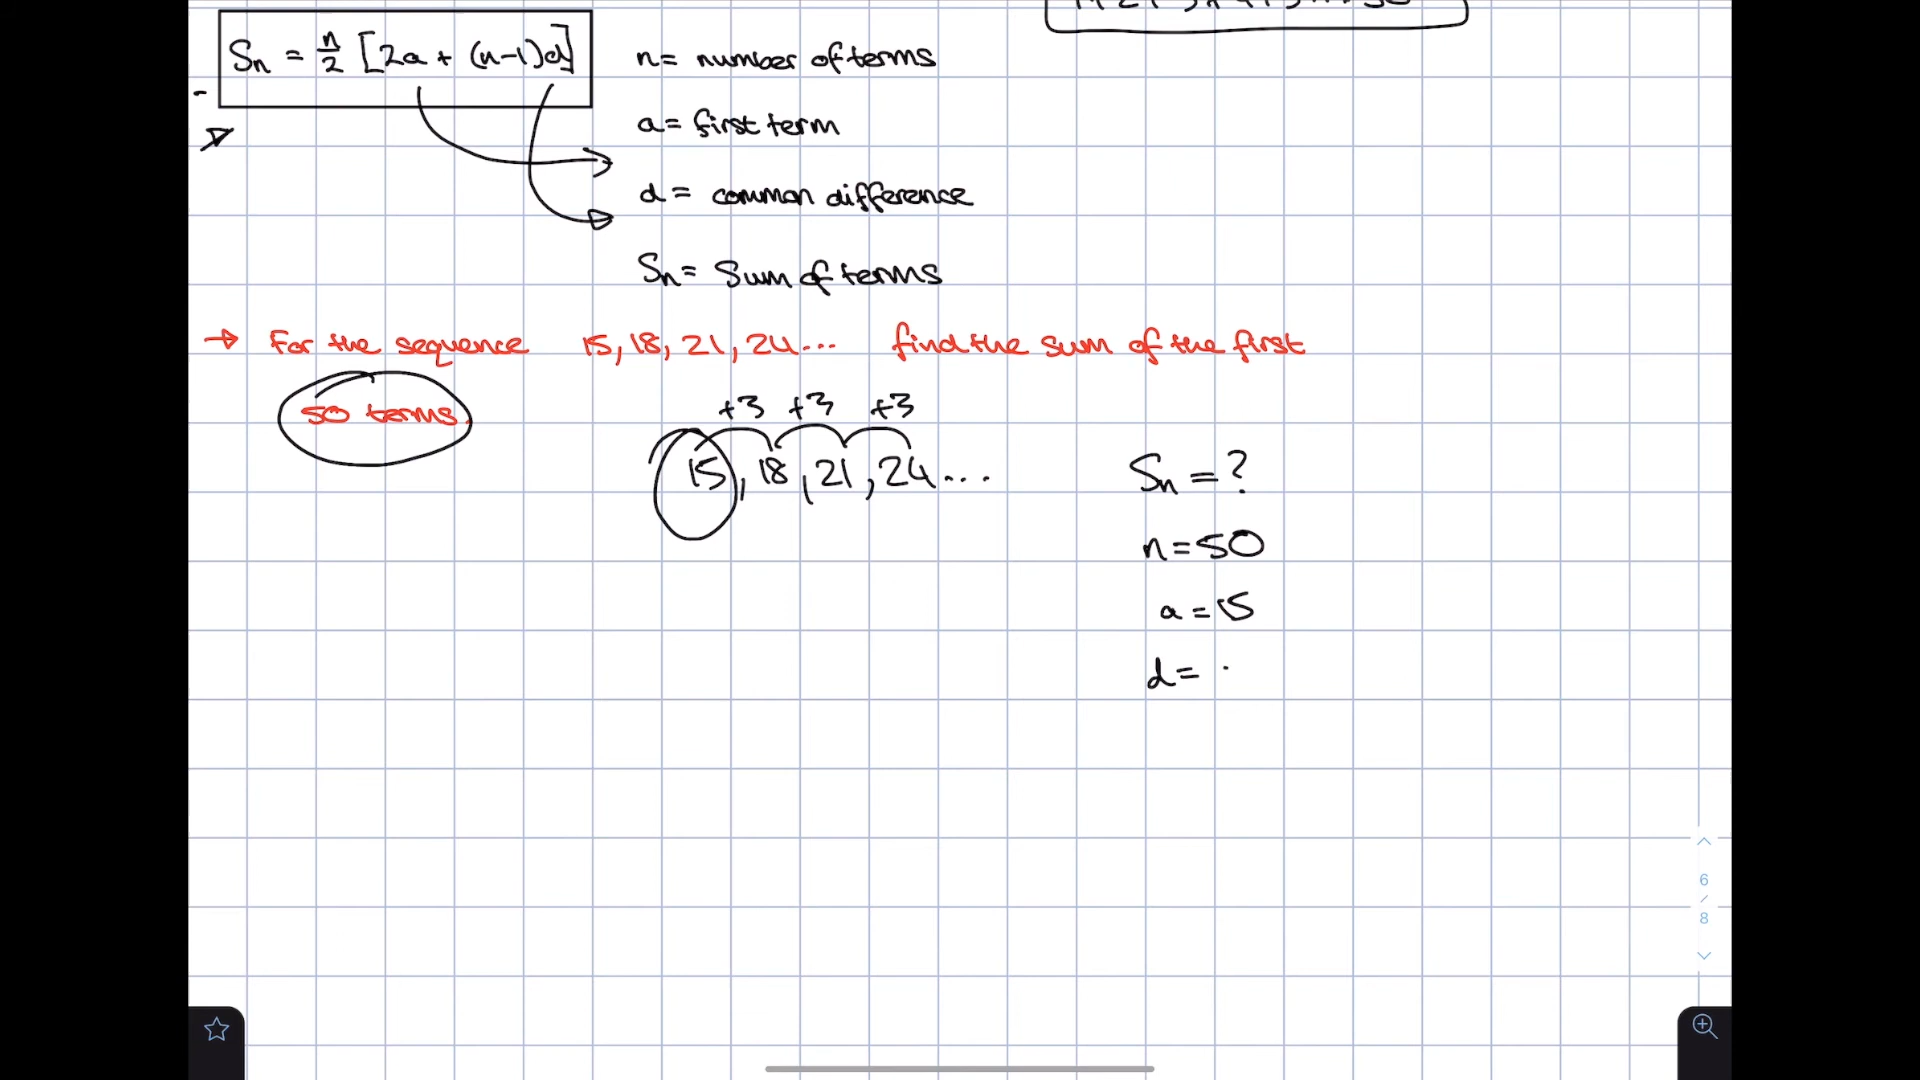 Sn = n/2 [2a + (n-1)d]
n = number of terms
a = first term
d = common difference
Sn = Sum of terms
→ For the sequence 15, 18, 21, 24... find the sum of the first
50 terms.
+3 +3 +3
15, 18, 21, 24...
Sn = ?
n = 50
a = 15
d =
6
/
8